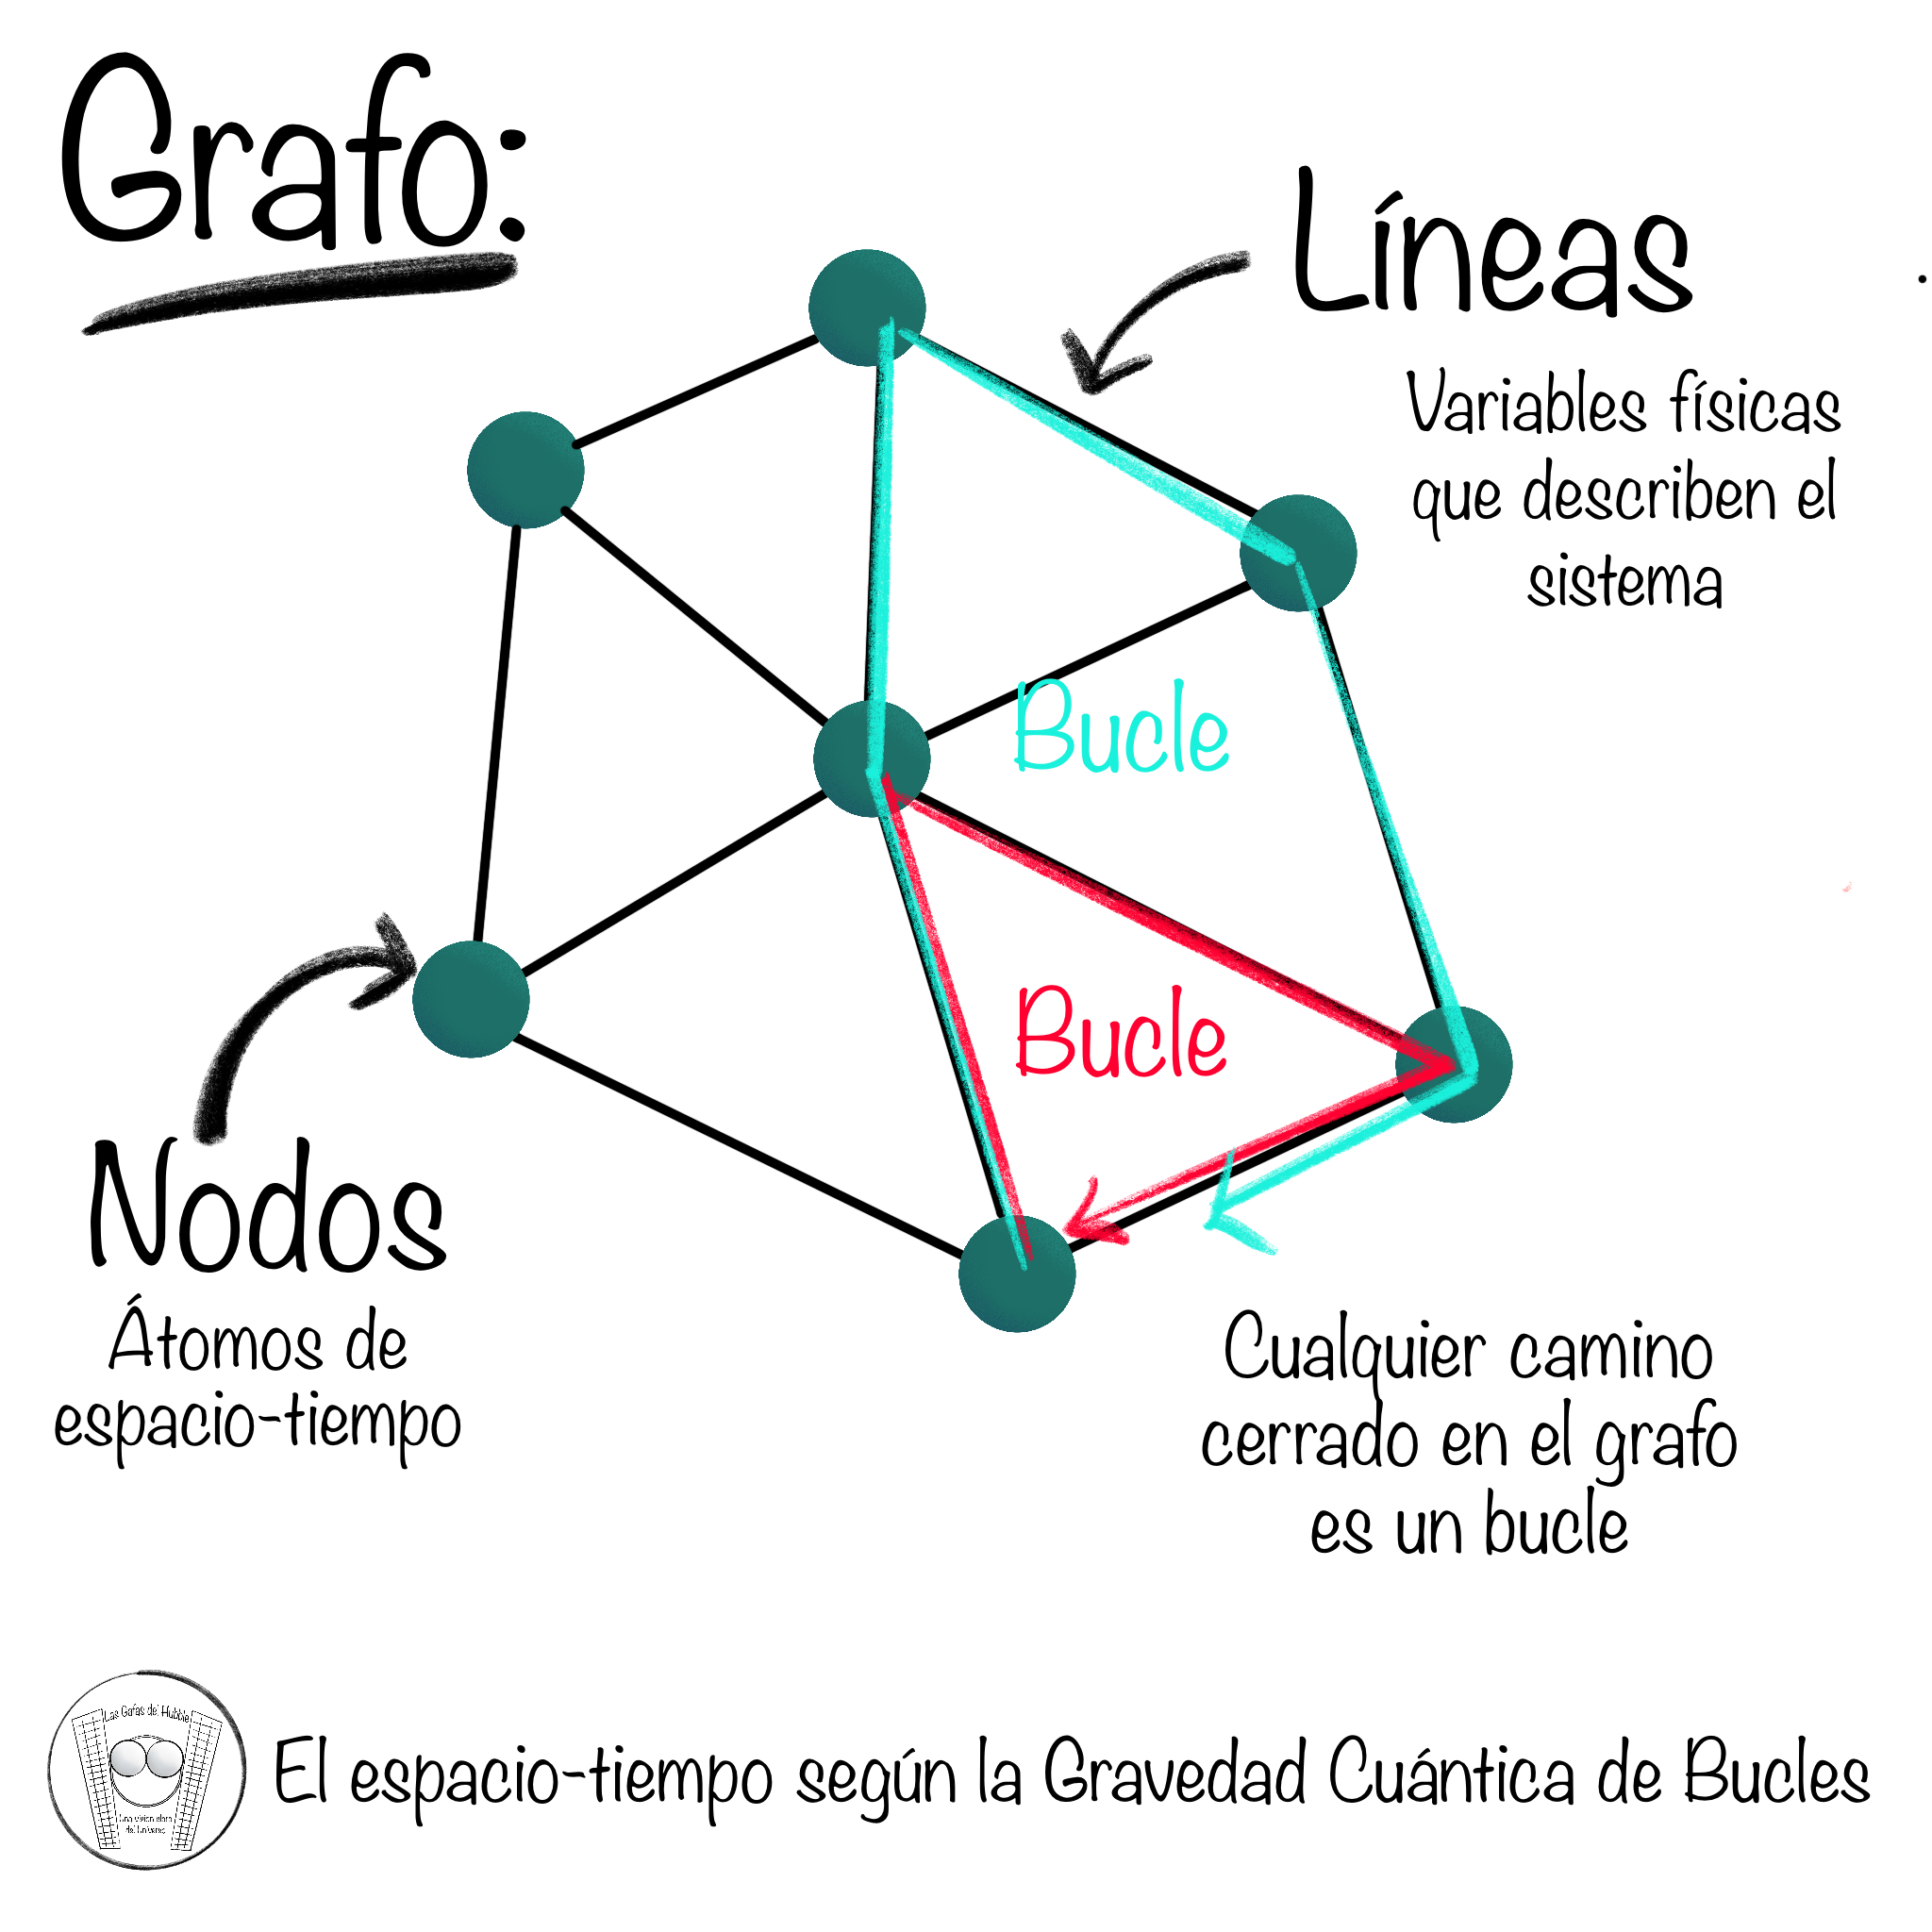 Grafo:
Líneas
Variables físicas
que describen el
sistema
Bucle
Bucle
Nodos
Átomos de
espacio-tiempo
Cualquier camino
cerrado en el grafo
es un bucle
Las Gafas del Hubble
Una visión clara
del Universo
El espacio-tiempo según la Gravedad Cuántica de Bucles